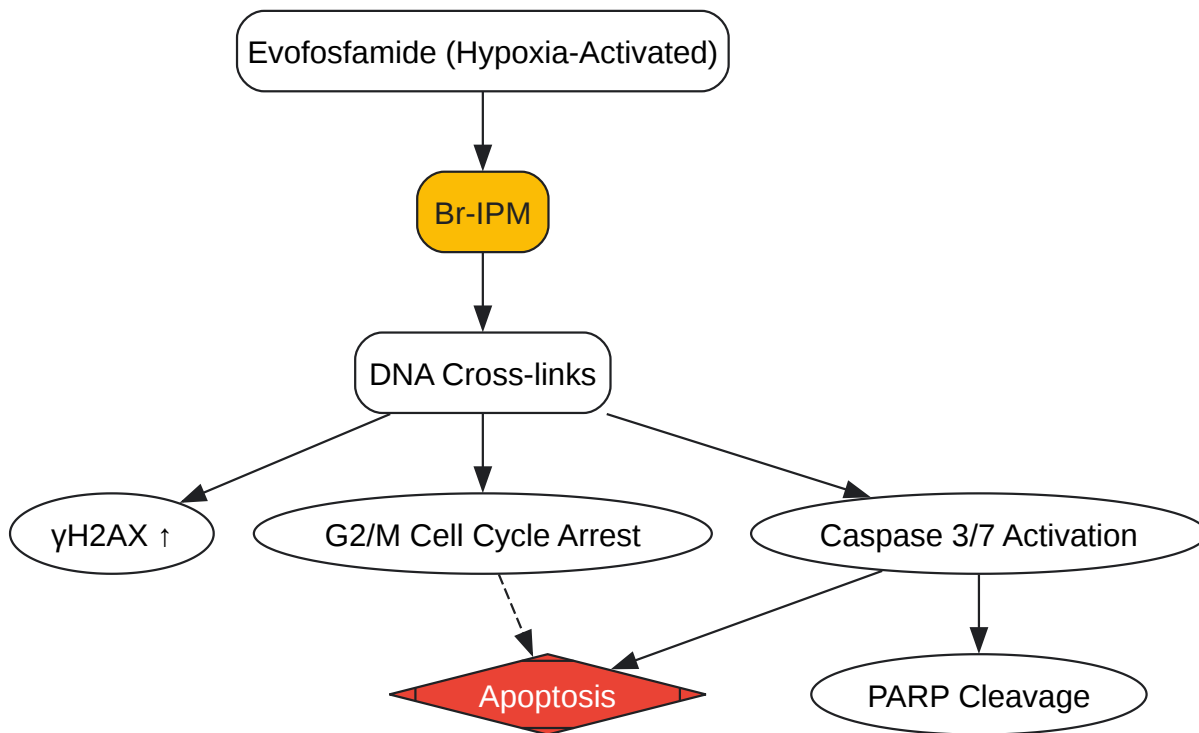 Evofosfamide (Hypoxia-Activated)
Br-IPM
DNA Cross-links
γH2AX ↑
G2/M Cell Cycle Arrest
Caspase 3/7 Activation
Apoptosis
PARP Cleavage